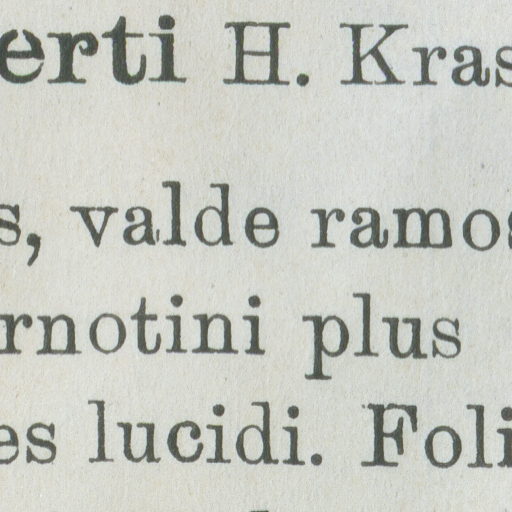 erti H. Kras
s, valde ramos
rnotini plus
es lucidi. Foli